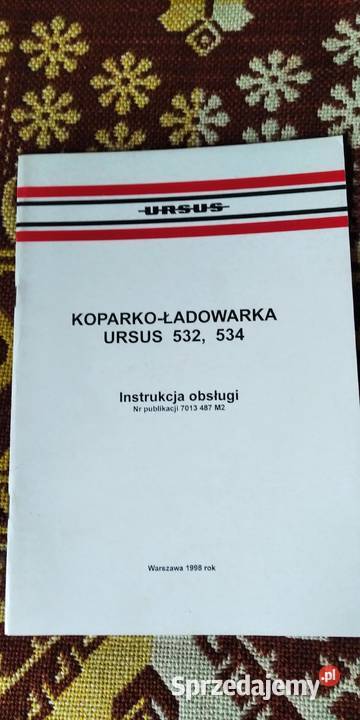 URSUS
KOPARKO-ŁADOWARKA
URSUS 532, 534
Instrukcja obsługi
Nr publikacji 7013 487 M2
Warszawa 1998 rok
Sprzedajemy.pl